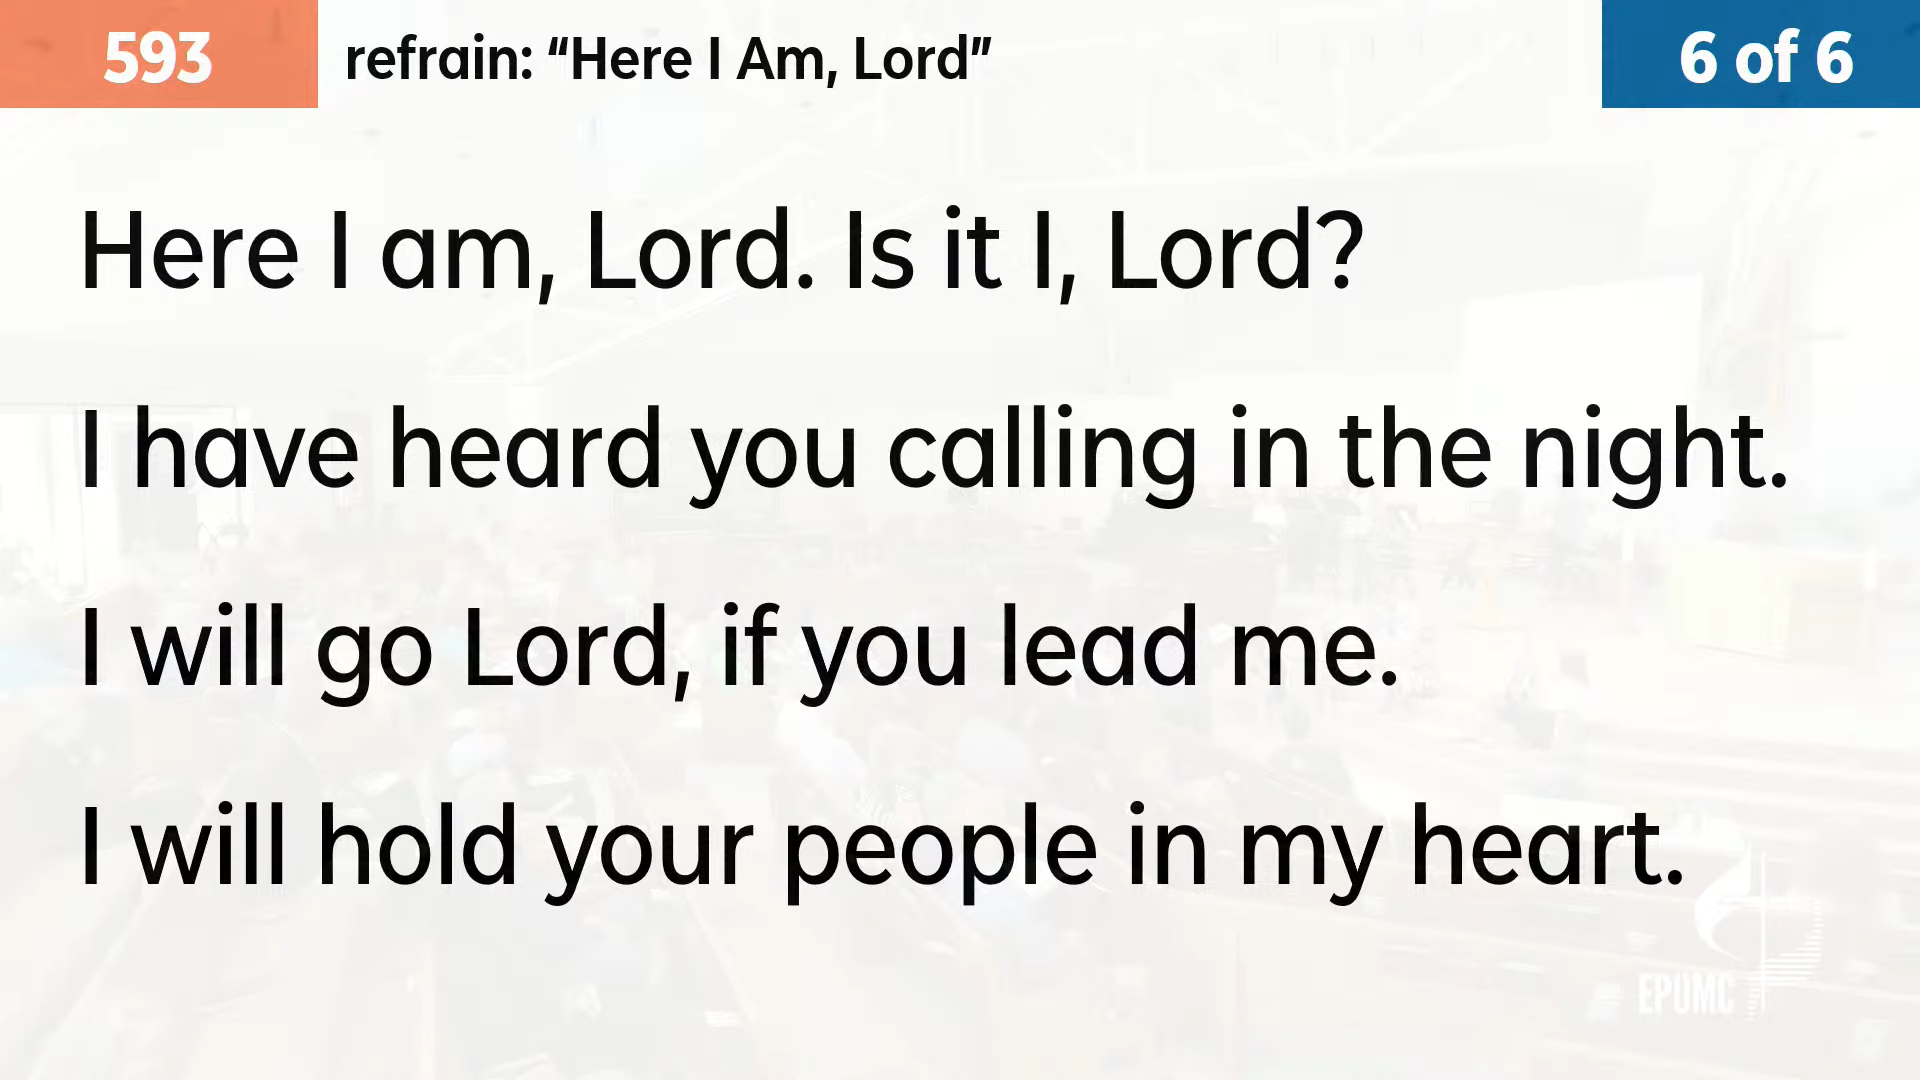 593 refrain: “Here I Am, Lord” 6 of 6
Here I am, Lord. Is it I, Lord?
I have heard you calling in the night.
I will go Lord, if you lead me.
I will hold your people in my heart.
EPUMC